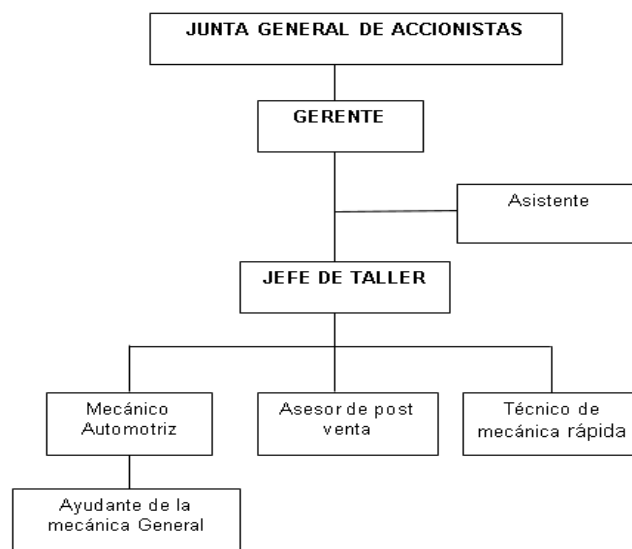 JUNTA GENERAL DE ACCIONISTAS
GERENTE
Asistente
JEFE DE TALLER
Mecánico
Automotriz
Asesor de post
venta
Técnico de
mecánica rápida
Ayudante de la
mecánica General